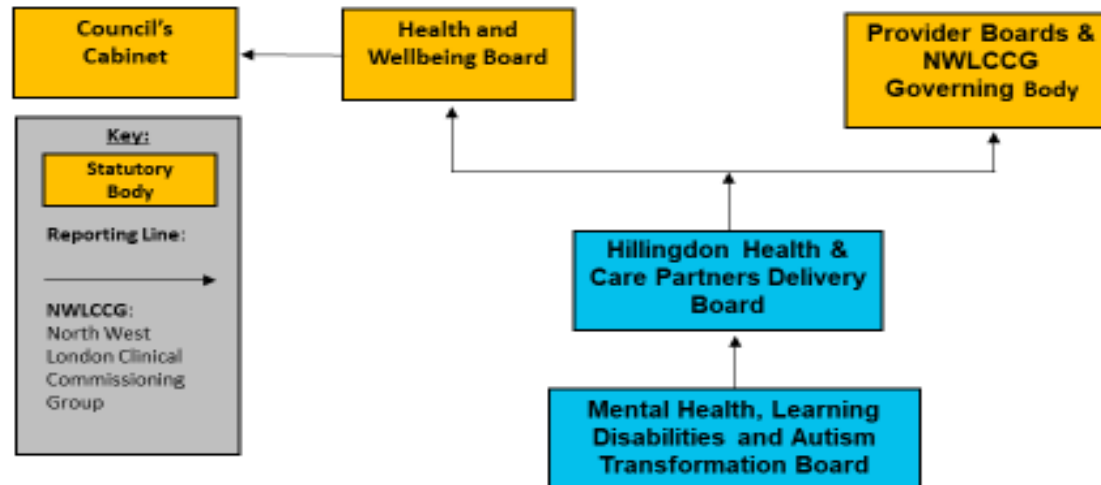 Council's
Cabinet
Health and
Wellbeing Board
Provider Boards &
NWLCCG
Governing Body
Key:
Statutory
Body
Reporting Line:
NWLCCG:
North West
London Clinical
Commissioning
Group
Hillingdon Health &
Care Partners Delivery
Board
Mental Health, Learning
Disabilities and Autism
Transformation Board